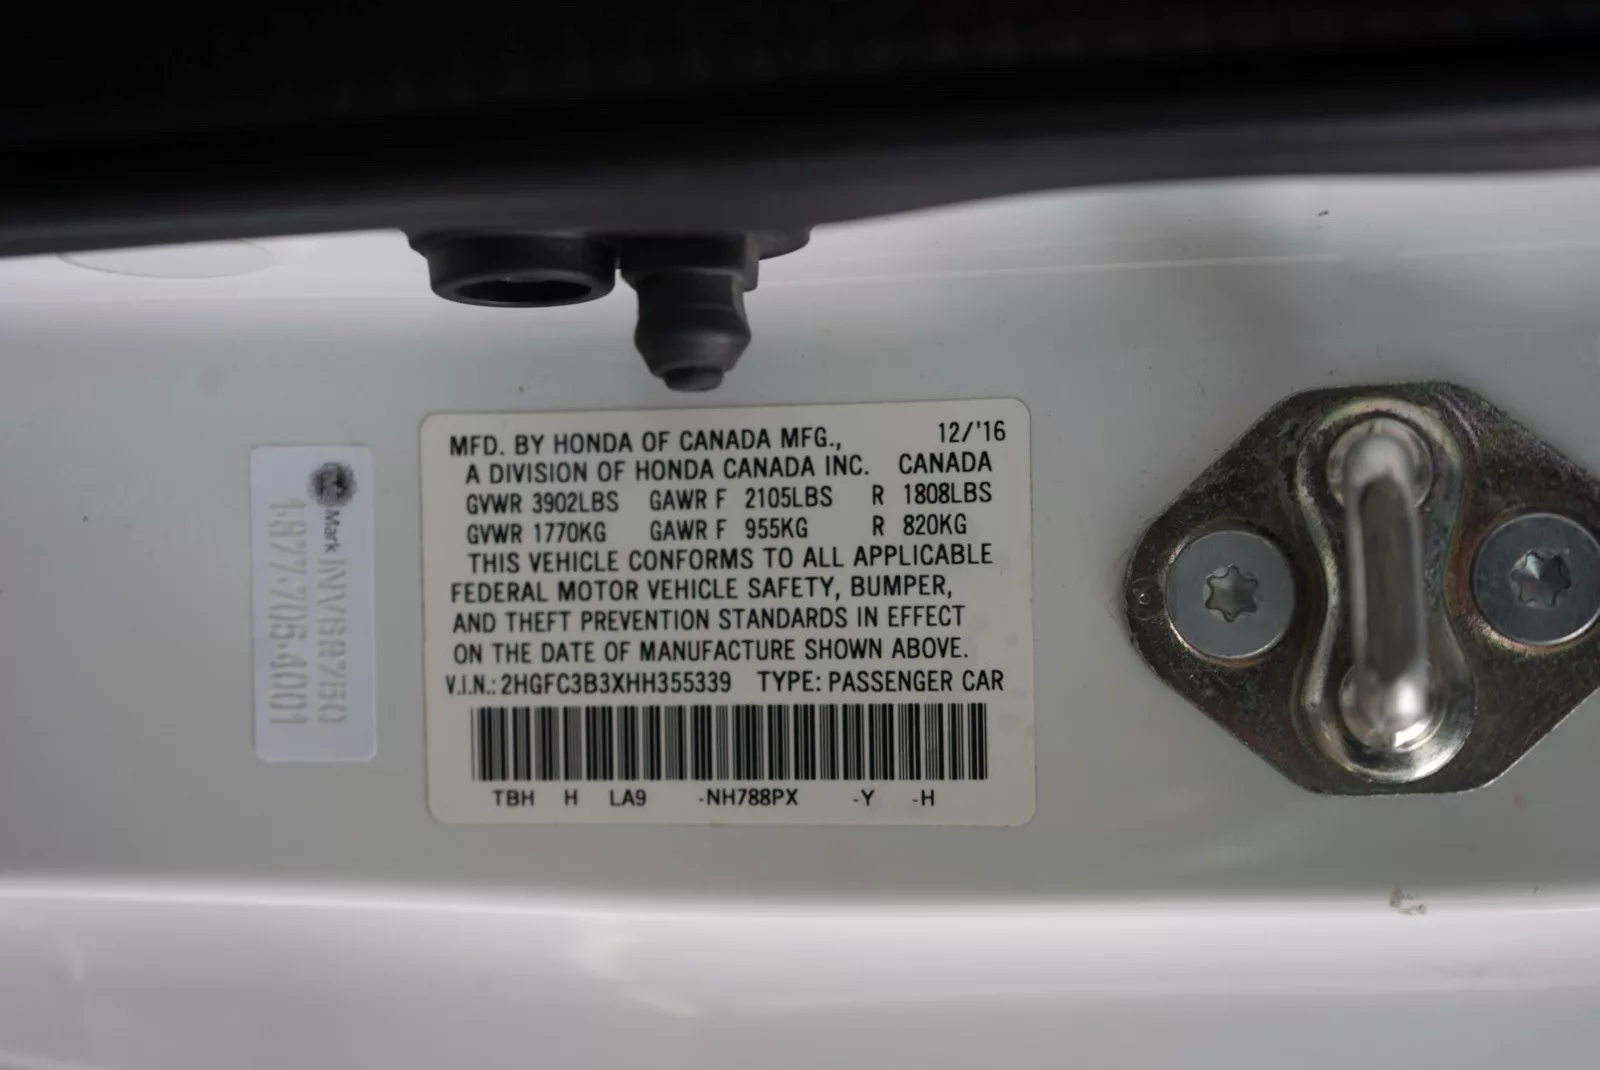 MFD. BY HONDA OF CANADA MFG., 12/'16
A DIVISION OF HONDA CANADA INC. CANADA
GVWR 3902LBS GAWR F 2105LBS R 1808LBS
GVWR 1770KG GAWR F 955KG R 820KG
THIS VEHICLE CONFORMS TO ALL APPLICABLE
FEDERAL MOTOR VEHICLE SAFETY, BUMPER,
AND THEFT PREVENTION STANDARDS IN EFFECT
ON THE DATE OF MANUFACTURE SHOWN ABOVE.
V.I.N.: 2HGFC3B3XHH355339 TYPE: PASSENGER CAR
TBH H LA9 -NH788PX -Y -H
Mark
1·877·705·4001